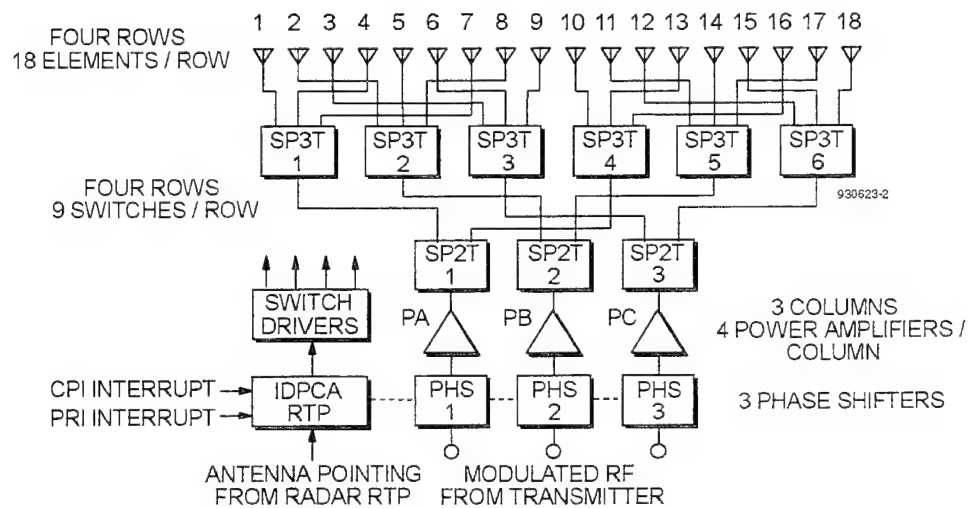 1 2 3 4 5 6 7 8 9 10 11 12 13 14 15 16 17 18
FOUR ROWS
18 ELEMENTS / ROW
SP3T
1
SP3T
2
SP3T
3
SP3T
4
SP3T
5
SP3T
6
FOUR ROWS
9 SWITCHES / ROW
930623-2
SP2T
1
SP2T
2
SP2T
3
SWITCH
DRIVERS
PA
PB
PC
3 COLUMNS
4 POWER AMPLIFIERS /
COLUMN
CPI INTERRUPT
PRI INTERRUPT
IDPCA
RTP
PHS
1
PHS
2
PHS
3
3 PHASE SHIFTERS
ANTENNA POINTING
FROM RADAR RTP
MODULATED RF
FROM TRANSMITTER